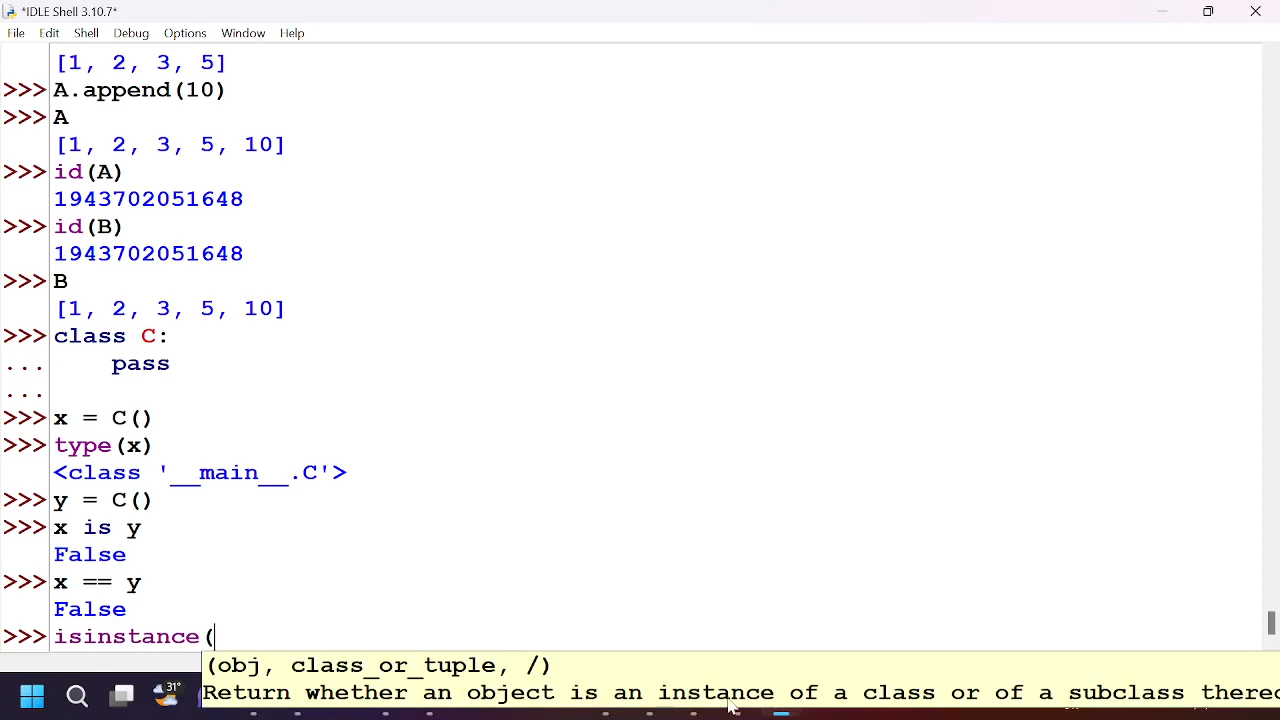 *IDLE Shell 3.10.7*
File Edit Shell Debug Options Window Help
[1, 2, 3, 5]
>>> A.append(10)
>>> A
[1, 2, 3, 5, 10]
>>> id(A)
1943702051648
>>> id(B)
1943702051648
>>> B
[1, 2, 3, 5, 10]
>>> class C:
...     pass
...
>>> x = C()
>>> type(x)
<class '__main__.C'>
>>> y = C()
>>> x is y
False
>>> x == y
False
>>> isinstance(
(obj, class_or_tuple, /)
Return whether an object is an instance of a class or of a subclass
31°